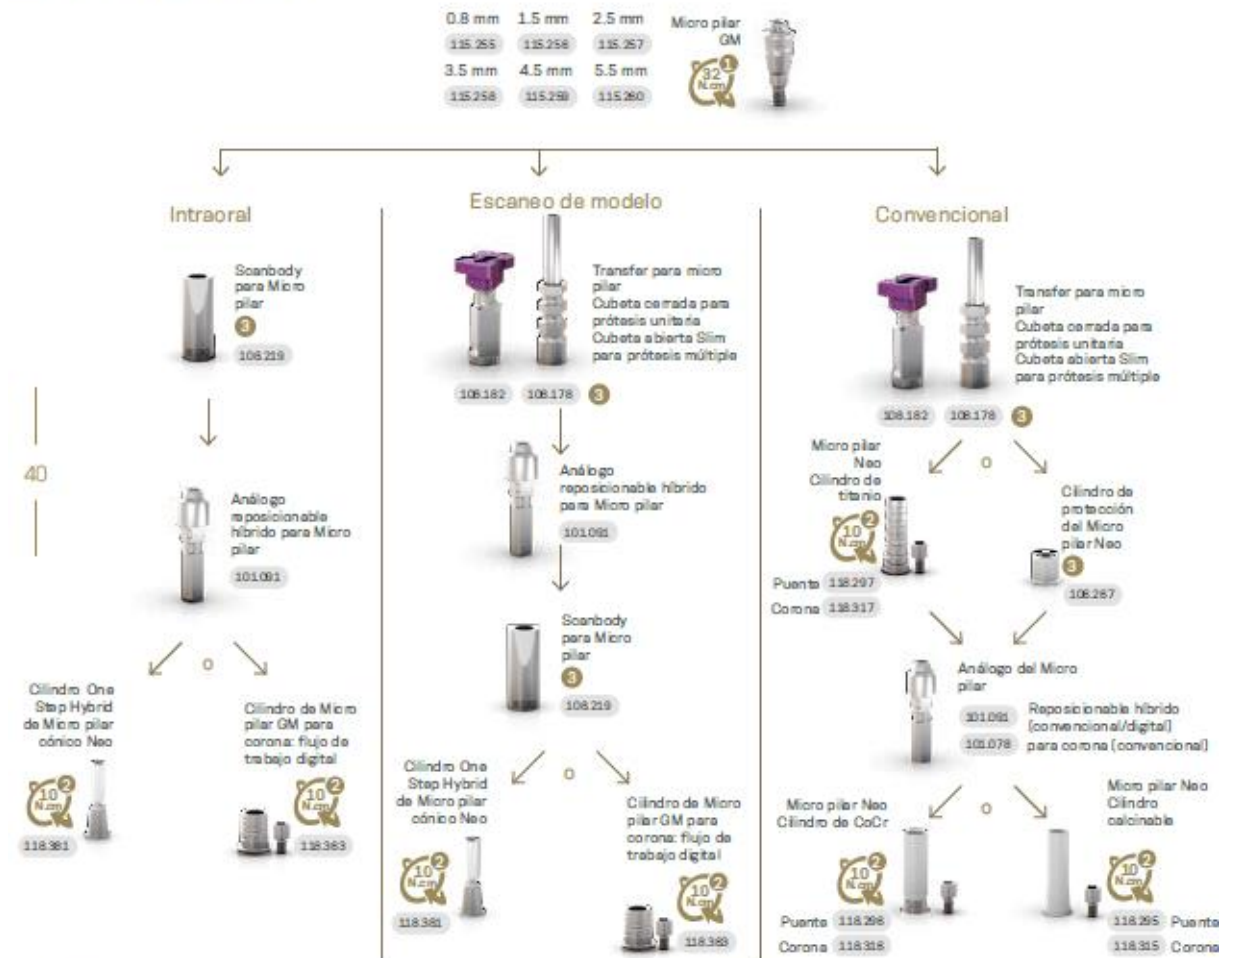 0.8 mm 1.5 mm 2.5 mm
115.255 115.256 115.257
3.5 mm 4.5 mm 5.5 mm
115.258 115.259 115.260
Micro pilar
GM
32
N.cm
1
Intraoral
Scanbody
para Micro
pilar
3
108.219
40
Análogo
reposicionable
híbrido para Micro
pilar
101.091
o
Cilindro One
Step Hybrid
de Micro pilar
cónico Neo
10
N.cm
2
118.381
Cilindro de Micro
pilar GM para
corona: flujo de
trabajo digital
10
N.cm
2
118.383
Escaneo de modelo
Transfer para micro
pilar
Cubeta cerrada para
prótesis unitaria
Cubeta abierta Slim
para prótesis múltiple
108.182 108.178 3
Análogo
reposicionable híbrido
para Micro pilar
101.091
Scanbody
para Micro
pilar
3
108.219
o
Cilindro One
Step Hybrid
de Micro pilar
cónico Neo
10
N.cm
2
118.381
Cilindro de Micro
pilar GM para
corona: flujo de
trabajo digital
10
N.cm
2
118.383
Convencional
Transfer para micro
pilar
Cubeta cerrada para
prótesis unitaria
Cubeta abierta Slim
para prótesis múltiple
108.182 108.178 3
o
Micro pilar
Neo
Cilindro de
titanio
10
N.cm
2
Puente 118.297
Corona 118.317
Cilindro de
protección
del Micro
pilar Neo
3
108.267
Análogo del Micro
pilar
101.091 Reposicionable híbrido
(convencional/digital)
101.078 para corona (convencional)
o
Micro pilar Neo
Cilindro de CoCr
10
N.cm
2
Puente 118.298
Corona 118.318
Micro pilar Neo
Cilindro
calcinable
10
N.cm
2
118.295 Puente
118.315 Corona